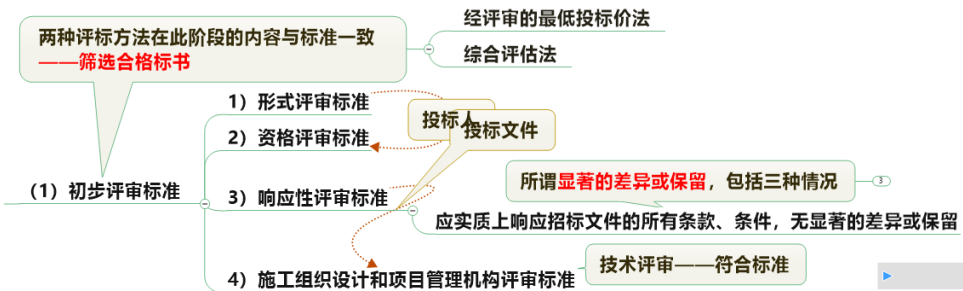 两种评标方法在此阶段的内容与标准一致
——筛选合格标书
经评审的最低投标价法
综合评估法
1）形式评审标准
投标人
投标文件
2）资格评审标准
（1）初步评审标准
3）响应性评审标准
所谓显著的差异或保留，包括三种情况
3
应实质上响应招标文件的所有条款、条件，无显著的差异或保留
4）施工组织设计和项目管理机构评审标准
技术评审——符合标准